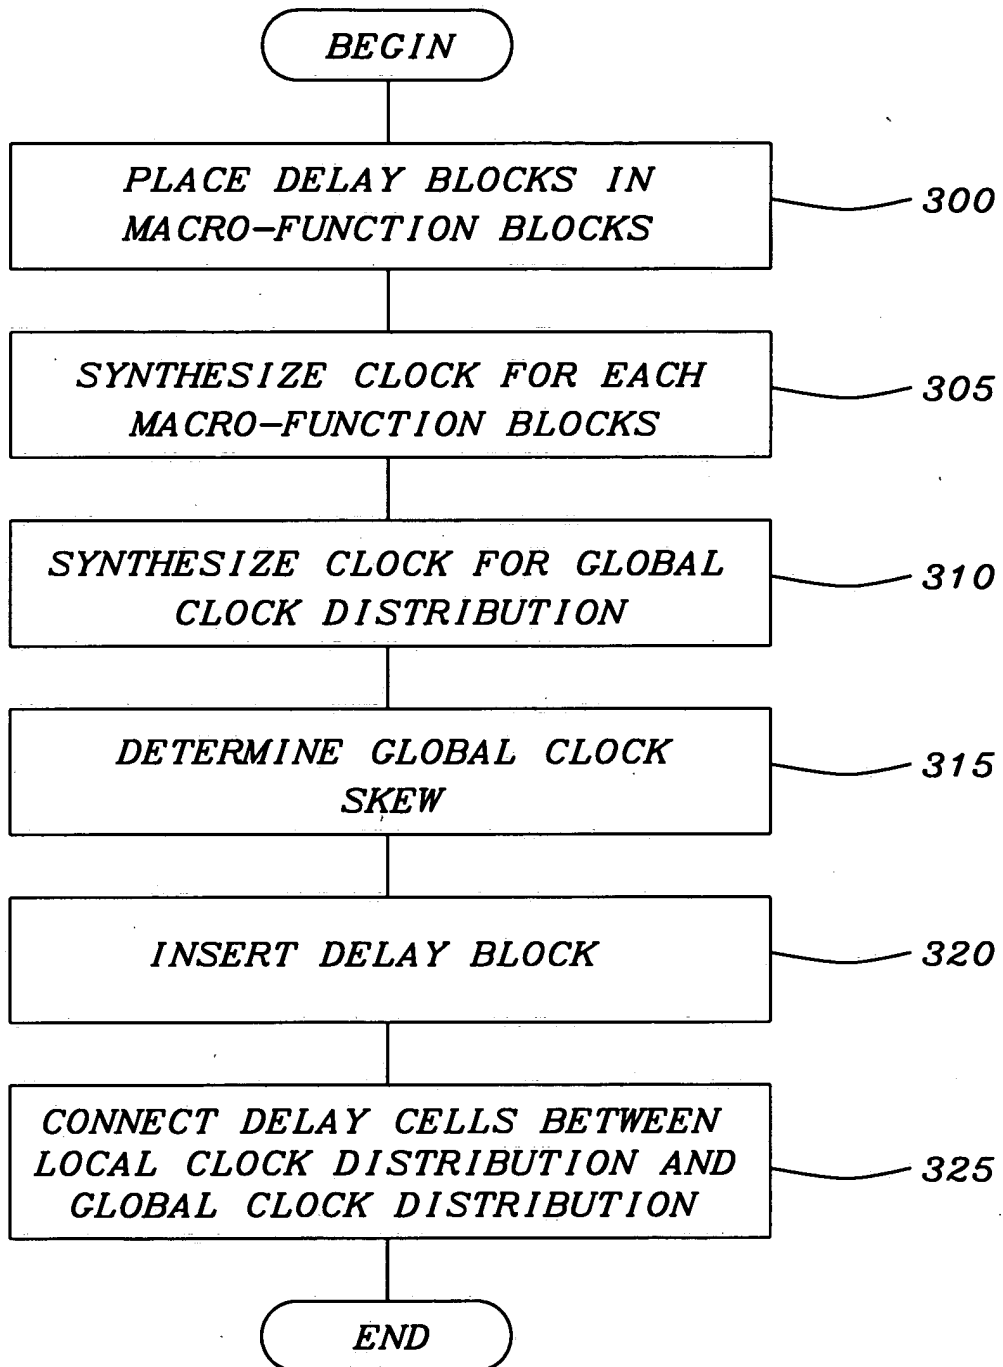 BEGIN
PLACE DELAY BLOCKS IN
MACRO-FUNCTION BLOCKS
300
SYNTHESIZE CLOCK FOR EACH
MACRO-FUNCTION BLOCKS
305
SYNTHESIZE CLOCK FOR GLOBAL
CLOCK DISTRIBUTION
310
DETERMINE GLOBAL CLOCK
SKEW
315
INSERT DELAY BLOCK
320
CONNECT DELAY CELLS BETWEEN
LOCAL CLOCK DISTRIBUTION AND
GLOBAL CLOCK DISTRIBUTION
325
END